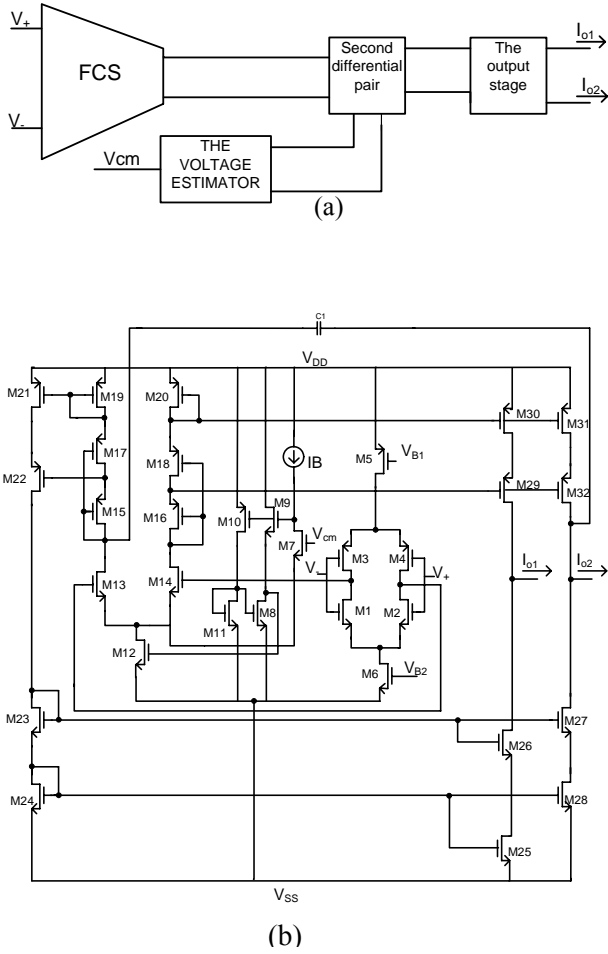 V+
V-
FCS
Second
differential
pair
The
output
stage
Io1
Io2
Vcm
THE
VOLTAGE
ESTIMATOR
(a)
C1
VDD
M21
M19
M20
M30
M31
M17
M18
IB
M5
VB1
M22
M15
M16
M10
M9
M7
Vcm
M29
M32
M3
M4
V-
V+
Io1
Io2
M13
M14
M11
M8
M1
M2
M12
M6
VB2
M23
M26
M27
M24
M25
M28
VSS
(b)